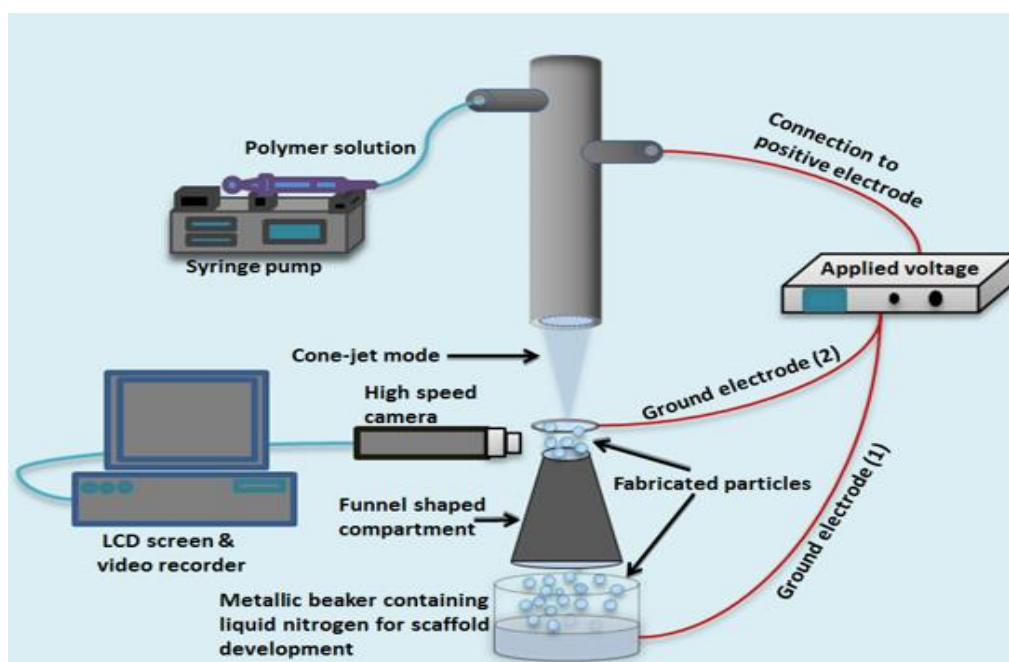 Polymer solution
Syringe pump
Connection to
positive electrode
Applied voltage
Cone-jet mode
Ground electrode (2)
High speed
camera
Fabricated particles
Ground electrode (1)
Funnel shaped
compartment
LCD screen &
video recorder
Metallic beaker containing
liquid nitrogen for scaffold
development